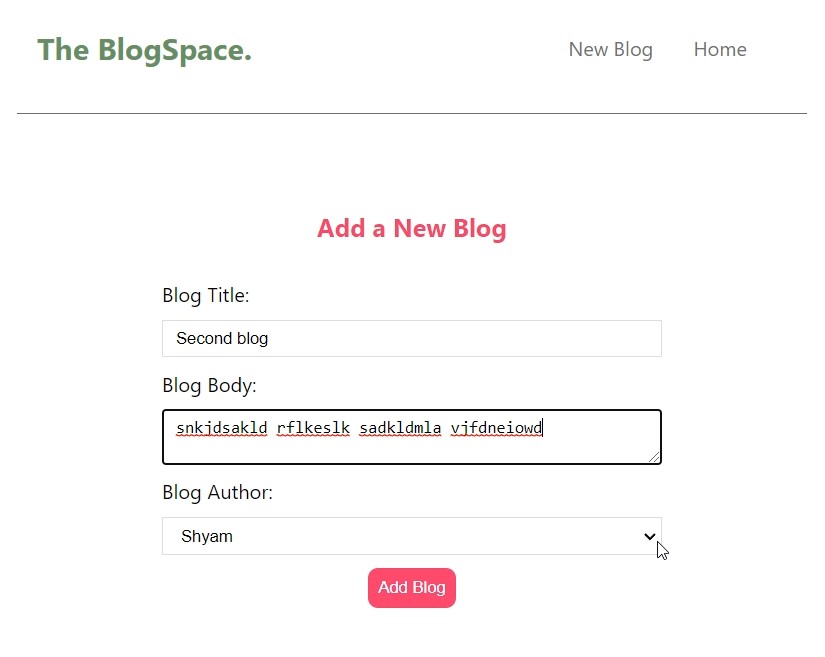 The BlogSpace.
New Blog Home
Add a New Blog
Blog Title:
Second blog
Blog Body:
snkjdsakld rflkeslk sadkldmla vjfdneiowd
Blog Author:
Shyam
Add Blog